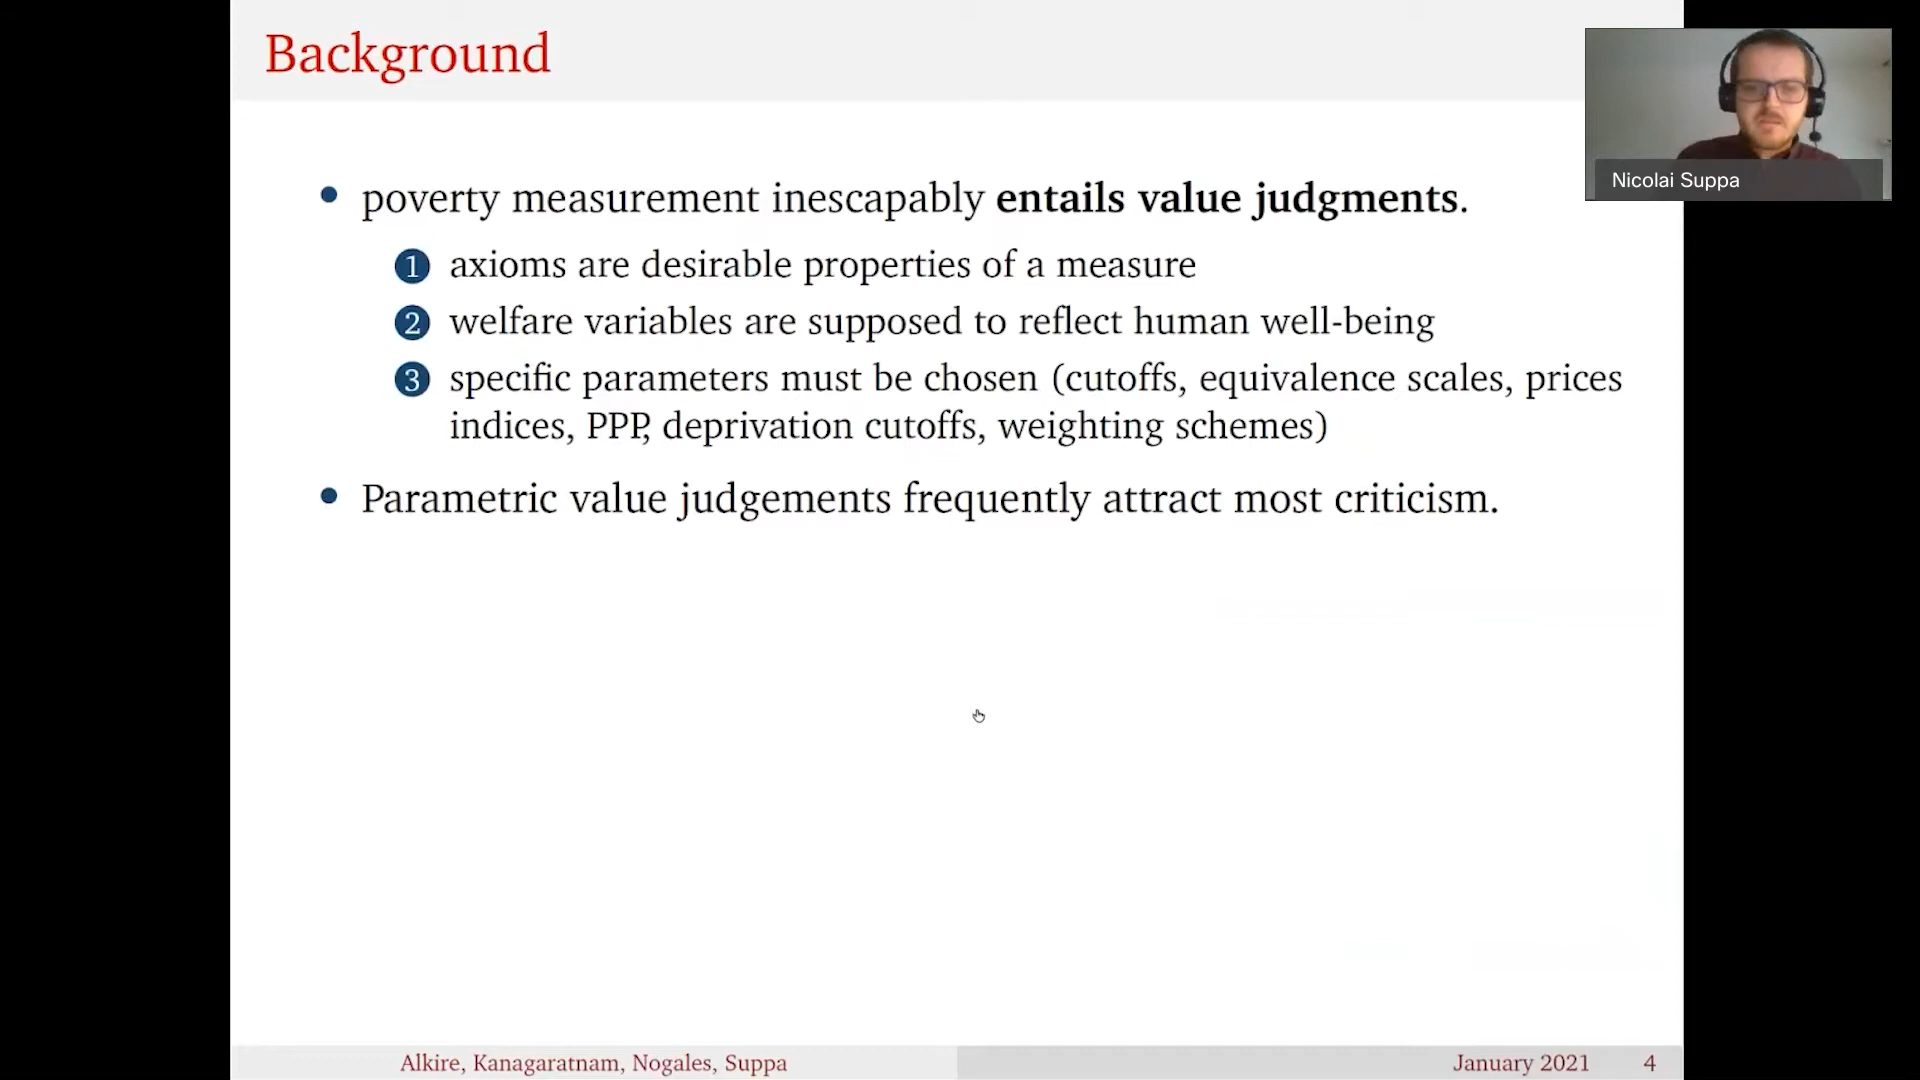 Background
Nicolai Suppa
• poverty measurement inescapably entails value judgments.
1 axioms are desirable properties of a measure
2 welfare variables are supposed to reflect human well-being
3 specific parameters must be chosen (cutoffs, equivalence scales, prices
indices, PPP, deprivation cutoffs, weighting schemes)
• Parametric value judgements frequently attract most criticism.
Alkire, Kanagaratnam, Nogales, Suppa
January 2021 4